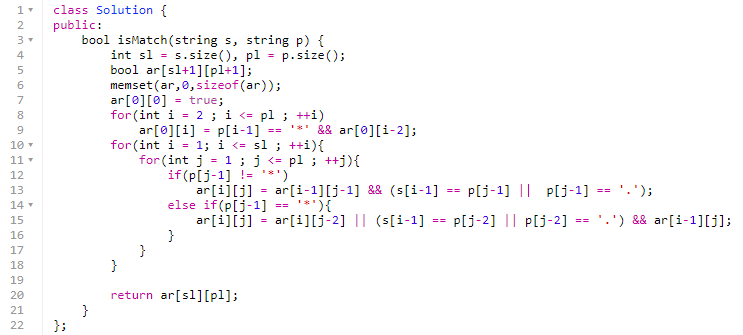 1 class Solution {
2 public:
3     bool isMatch(string s, string p) {
4         int sl = s.size(), pl = p.size();
5         bool ar[sl+1][pl+1];
6         memset(ar,0,sizeof(ar));
7         ar[0][0] = true;
8         for(int i = 2 ; i <= pl ; ++i)
9             ar[0][i] = p[i-1] == '*' && ar[0][i-2];
10         for(int i = 1; i <= sl ; ++i){
11             for(int j = 1 ; j <= pl ; ++j){
12                 if(p[j-1] != '*')
13                     ar[i][j] = ar[i-1][j-1] && (s[i-1] == p[j-1] ||  p[j-1] == '.');
14                 else if(p[j-1] == '*'){
15                     ar[i][j] = ar[i][j-2] || (s[i-1] == p[j-2] || p[j-2] == '.') && ar[i-1][j];
16                 }
17             }
18         }
19
20         return ar[sl][pl];
21     }
22 };